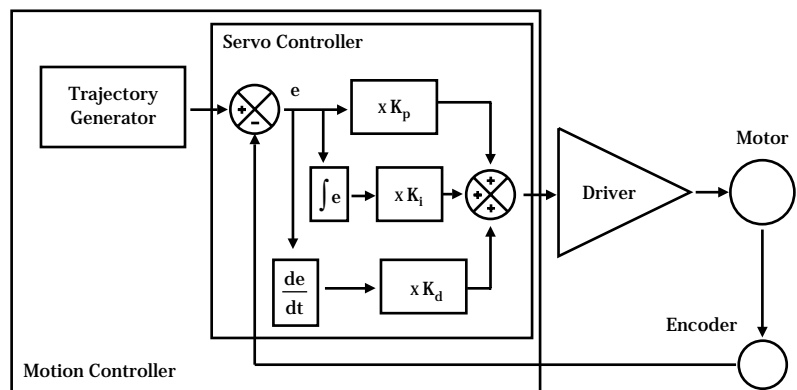 Servo Controller
Trajectory
Generator
e
+
−
x Kp
∫ e
x Ki
+
+
+
Driver
Motor
de
dt
x Kd
Encoder
Motion Controller